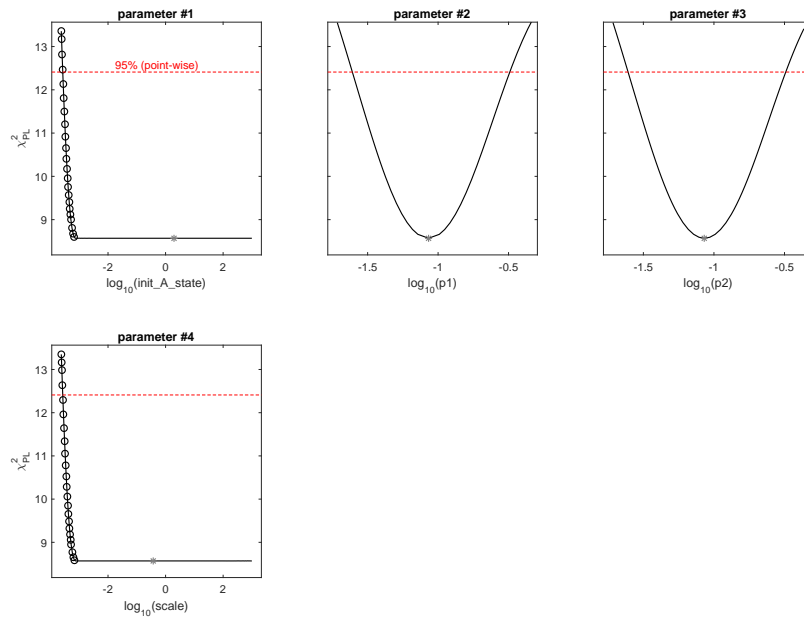 parameter #1
parameter #2
parameter #3
95% (point-wise)
13
12
11
10
9
χ²PL
-2
0
2
-1.5
-1
-0.5
-1.5
-1
-0.5
log10(init_A_state)
log10(p1)
log10(p2)
parameter #4
13
12
11
10
9
χ²PL
-2
0
2
log10(scale)